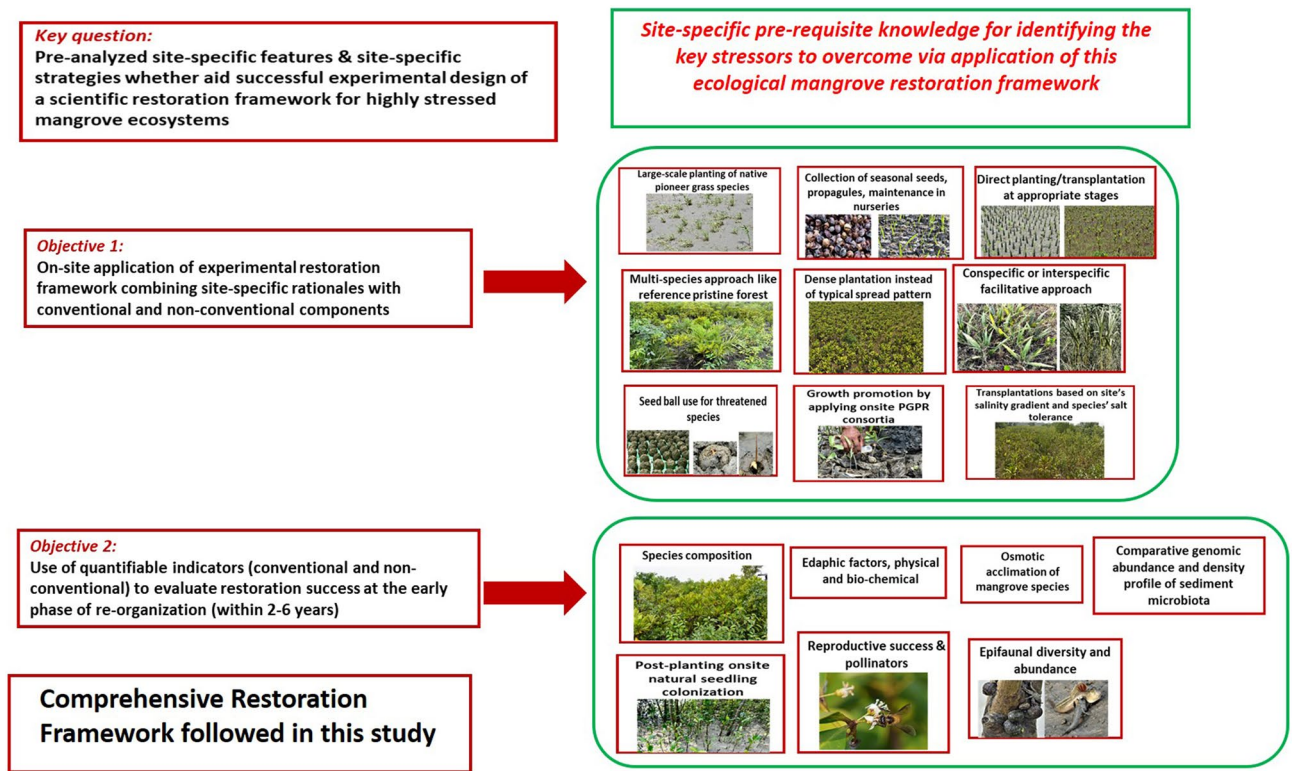 Key question:
Pre-analyzed site-specific features & site-specific
strategies whether aid successful experimental design of
a scientific restoration framework for highly stressed
mangrove ecosystems
Site-specific pre-requisite knowledge for identifying the
key stressors to overcome via application of this
ecological mangrove restoration framework
Objective 1:
On-site application of experimental restoration
framework combining site-specific rationales with
conventional and non-conventional components
Large-scale planting of native
pioneer grass species
Collection of seasonal seeds,
propagules, maintenance in
nurseries
Direct planting/transplantation
at appropriate stages
Multi-species approach like
reference pristine forest
Dense plantation instead
of typical spread pattern
Conspecific or interspecific
facilitative approach
Seed ball use for threatened
species
Growth promotion by
applying onsite PGPR
consortia
Transplantations based on site's
salinity gradient and species' salt
tolerance
Objective 2:
Use of quantifiable indicators (conventional and non-
conventional) to evaluate restoration success at the early
phase of re-organization (within 2-6 years)
Species composition
Edaphic factors, physical
and bio-chemical
Osmotic
acclimation of
mangrove species
Comparative genomic
abundance and density
profile of sediment
microbiota
Post-planting onsite
natural seedling
colonization
Reproductive success &
pollinators
Epifaunal diversity and
abundance
Comprehensive Restoration
Framework followed in this study